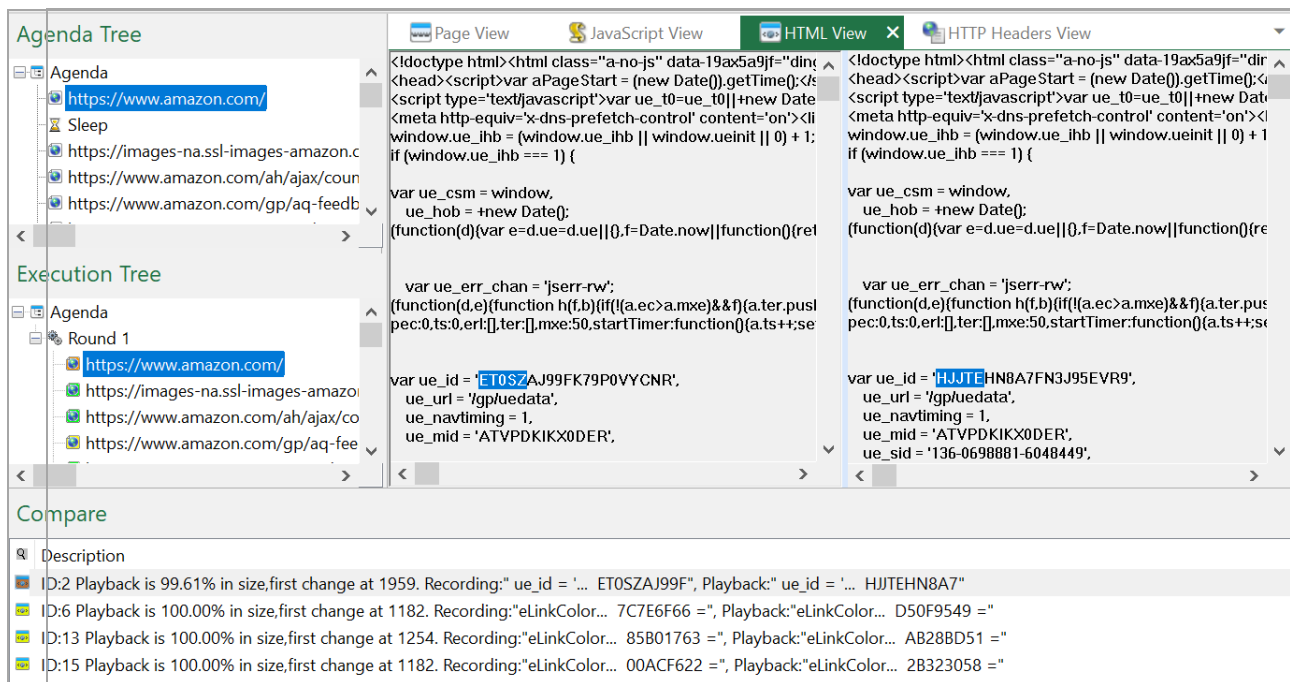 Agenda Tree
Agenda
https://www.amazon.com/
Sleep
https://images-na.ssl-images-amazon.c
https://www.amazon.com/ah/ajax/coun
https://www.amazon.com/gp/aq-feedb
Execution Tree
Agenda
Round 1
https://www.amazon.com/
https://images-na.ssl-images-amazon
https://www.amazon.com/ah/ajax/co
https://www.amazon.com/gp/aq-fee
Page View JavaScript View HTML View HTTP Headers View
<!doctype html><html class="a-no-js" data-19ax5a9jf="ding
<head><script>var aPageStart = (new Date()).getTime();</s
<script type='text/javascript'>var ue_t0=ue_t0||+new Date
<meta http-equiv='x-dns-prefetch-control' content='on'><li
window.ue_ihb = (window.ue_ihb || window.ueinit || 0) + 1;
if (window.ue_ihb === 1) {
var ue_csm = window,
ue_hob = +new Date();
(function(d){var e=d.ue=d.ue||{},f=Date.now||function(){ret
var ue_err_chan = 'jserr-rw';
(function(d,e){function h(f,b){if(!(a.ec>a.mxe)&&f){a.ter.pusl
pec:0,ts:0,erl:[],ter:[],mxe:50,startTimer:function(){a.ts++;se
var ue_id = 'ET0SZAJ99FK79P0VYCNR',
ue_url = '/gp/uedata',
ue_navtiming = 1,
ue_mid = 'ATVPDKIKX0DER',
<!doctype html><html class="a-no-js" data-19ax5a9jf="din
<head><script>var aPageStart = (new Date()).getTime();</
<script type='text/javascript'>var ue_t0=ue_t0||+new Dat
<meta http-equiv='x-dns-prefetch-control' content='on'><l
window.ue_ihb = (window.ue_ihb || window.ueinit || 0) + 1
if (window.ue_ihb === 1) {
var ue_csm = window,
ue_hob = +new Date();
(function(d){var e=d.ue=d.ue||{},f=Date.now||function(){re
var ue_err_chan = 'jserr-rw';
(function(d,e){function h(f,b){if(!(a.ec>a.mxe)&&f){a.ter.pus
pec:0,ts:0,erl:[],ter:[],mxe:50,startTimer:function(){a.ts++;se
var ue_id = 'HJJTEHN8A7FN3J95EVR9',
ue_url = '/gp/uedata',
ue_navtiming = 1,
ue_mid = 'ATVPDKIKX0DER',
ue_sid = '136-0698881-6048449',
Compare
Description
ID:2 Playback is 99.61% in size,first change at 1959. Recording:" ue_id = '... ET0SZAJ99F", Playback:" ue_id = '... HJJTEHN8A7"
ID:6 Playback is 100.00% in size,first change at 1182. Recording:"eLinkColor... 7C7E6F66 =", Playback:"eLinkColor... D50F9549 ="
ID:13 Playback is 100.00% in size,first change at 1254. Recording:"eLinkColor... 85B01763 =", Playback:"eLinkColor... AB28BD51 ="
ID:15 Playback is 100.00% in size,first change at 1182. Recording:"eLinkColor... 00ACF622 =", Playback:"eLinkColor... 2B323058 ="